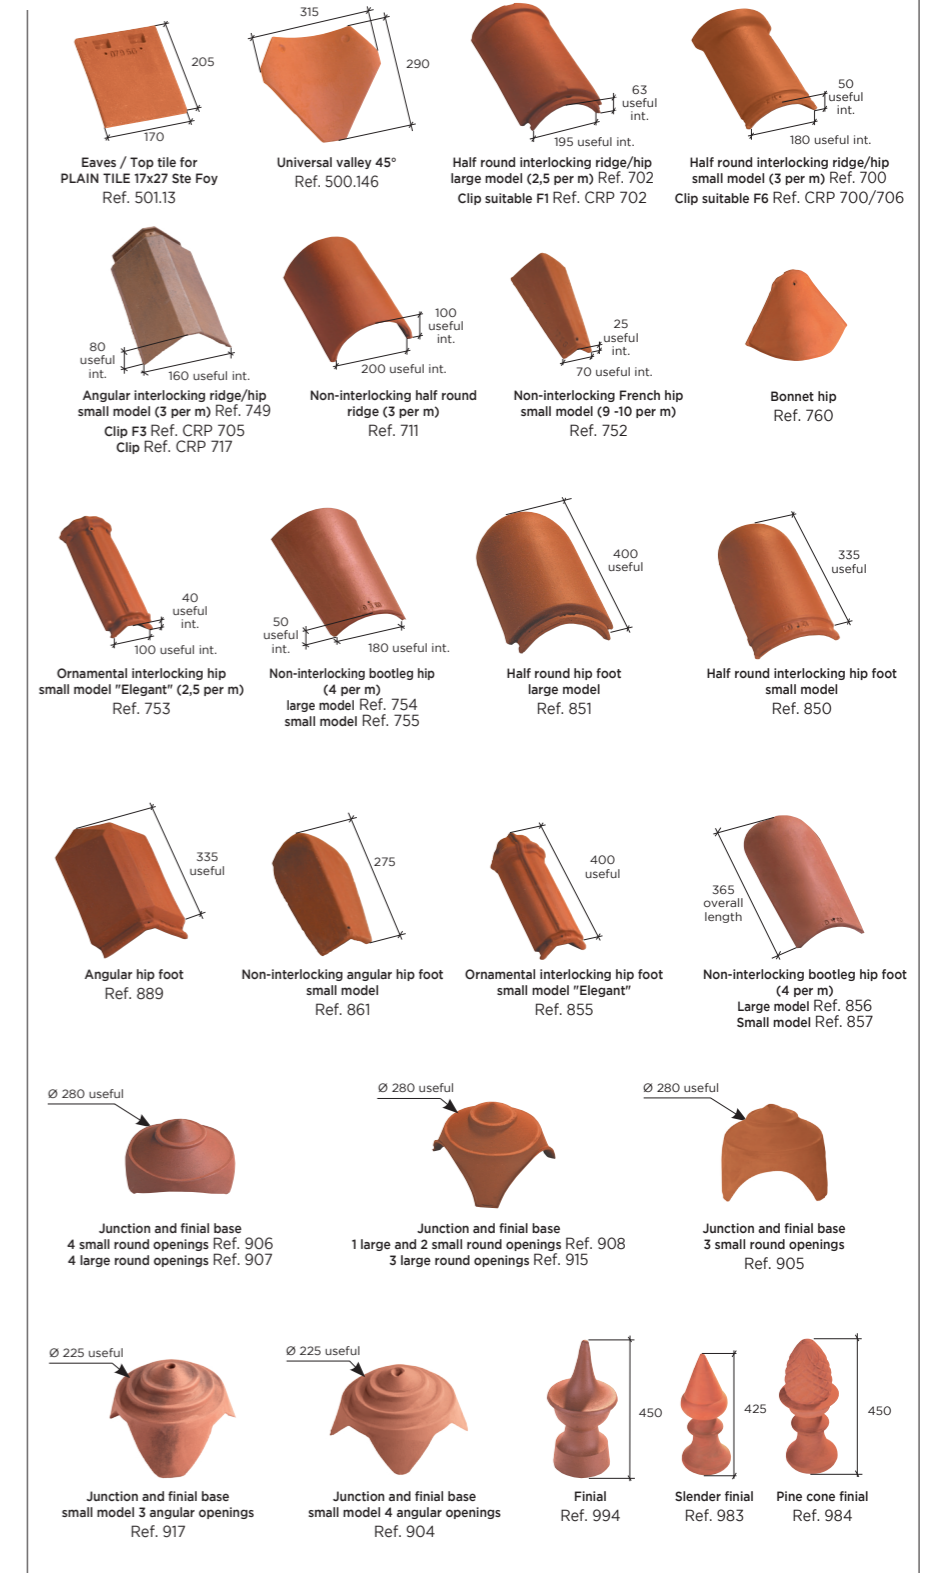 315
205
290
170
63
useful
int.
195 useful int.
50
useful
int.
180 useful int.
Eaves / Top tile for
PLAIN TILE 17x27 Ste Foy
Ref. 501.13
Universal valley 45°
Ref. 500.146
Half round interlocking ridge/hip
large model (2,5 per m) Ref. 702
Clip suitable F1 Ref. CRP 702
Half round interlocking ridge/hip
small model (3 per m) Ref. 700
Clip suitable F6 Ref. CRP 700/706
80
useful
int.
160 useful int.
100
useful
int.
200 useful int.
25
useful
int.
70 useful int.
Angular interlocking ridge/hip
small model (3 per m) Ref. 749
Clip F3 Ref. CRP 705
Clip Ref. CRP 717
Non-interlocking half round
ridge (3 per m)
Ref. 711
Non-interlocking French hip
small model (9 -10 per m)
Ref. 752
Bonnet hip
Ref. 760
40
useful
int.
100 useful int.
50
useful
int.
180 useful int.
400
useful
335
useful
Ornamental interlocking hip
small model "Elegant" (2,5 per m)
Ref. 753
Non-interlocking bootleg hip
(4 per m)
large model Ref. 754
small model Ref. 755
Half round hip foot
large model
Ref. 851
Half round interlocking hip foot
small model
Ref. 850
335
useful
275
400
useful
365
overall
length
Angular hip foot
Ref. 889
Non-interlocking angular hip foot
small model
Ref. 861
Ornamental interlocking hip foot
small model "Elegant"
Ref. 855
Non-interlocking bootleg hip foot
(4 per m)
Large model Ref. 856
Small model Ref. 857
Ø 280 useful
Ø 280 useful
Ø 280 useful
Junction and finial base
4 small round openings Ref. 906
4 large round openings Ref. 907
Junction and finial base
1 large and 2 small round openings Ref. 908
3 large round openings Ref. 915
Junction and finial base
3 small round openings
Ref. 905
Ø 225 useful
Ø 225 useful
450
425
450
Junction and finial base
small model 3 angular openings
Ref. 917
Junction and finial base
small model 4 angular openings
Ref. 904
Finial
Ref. 994
Slender finial
Ref. 983
Pine cone finial
Ref. 984